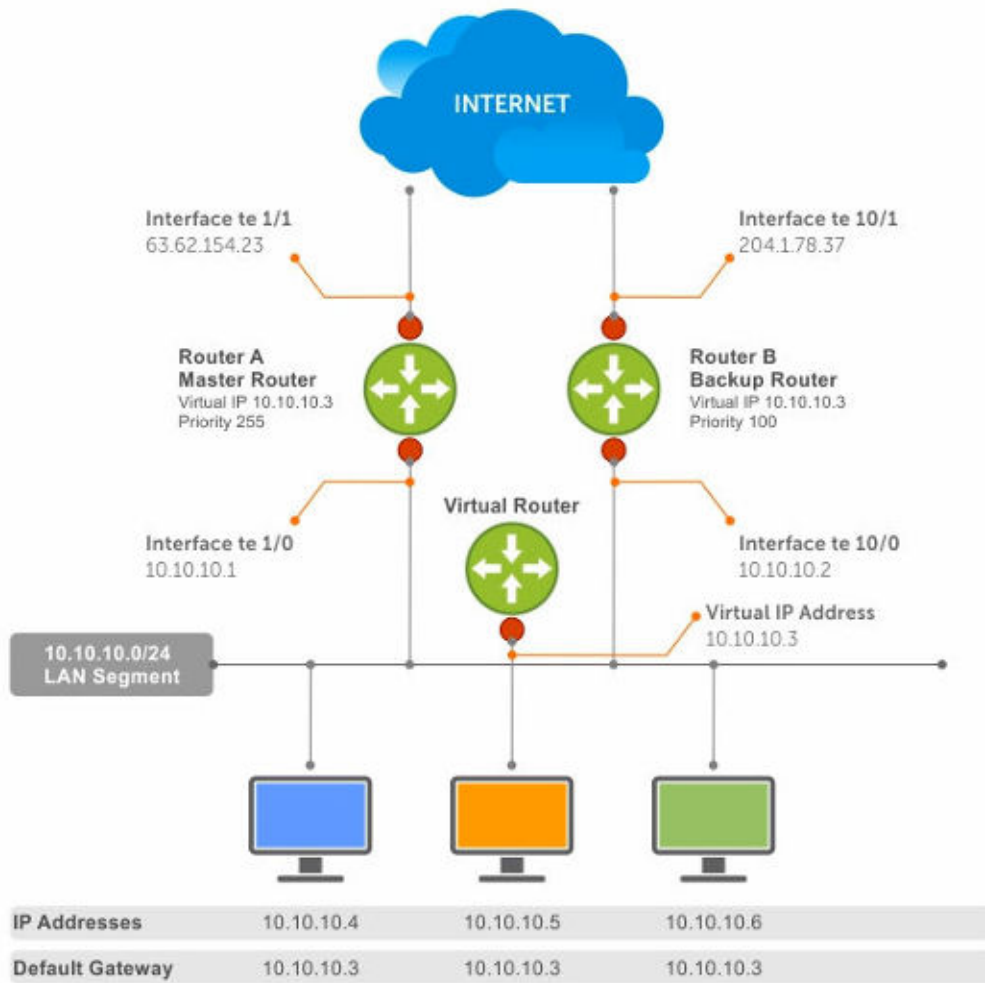 INTERNET
Interface te 1/1
63.62.154.23
Interface te 10/1
204.1.78.37
Router A
Master Router
Virtual IP 10.10.10.3
Priority 255
Router B
Backup Router
Virtual IP 10.10.10.3
Priority 100
Virtual Router
Interface te 1/0
10.10.10.1
Interface te 10/0
10.10.10.2
Virtual IP Address
10.10.10.3
10.10.10.0/24
LAN Segment
IP Addresses 10.10.10.4 10.10.10.5 10.10.10.6
Default Gateway 10.10.10.3 10.10.10.3 10.10.10.3